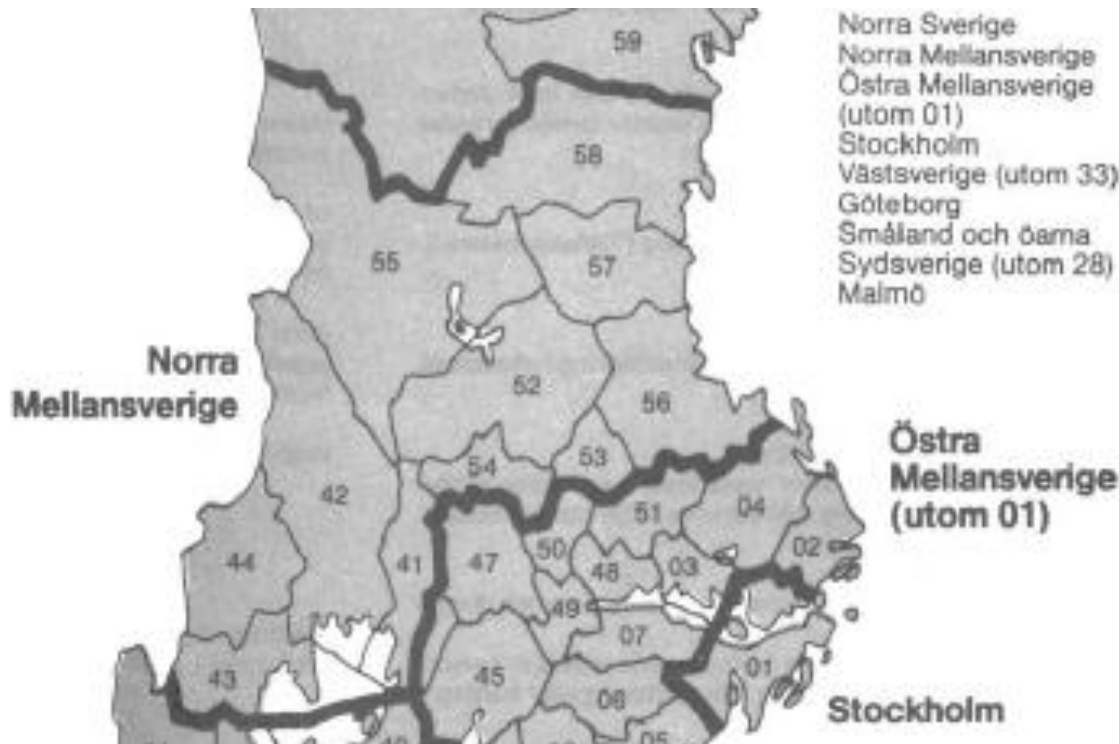 Norra Sverige
Norra Mellansverige
Östra Mellansverige
(utom 01)
Stockholm
Västsverige (utom 33)
Göteborg
Småland och öarna
Sydsverige (utom 28)
Malmö
59
58
55
57
Norra
Mellansverige
52
56
Östra
Mellansverige
(utom 01)
54
53
42
51
04
44
41
47
50
48
03
02
49
07
43
45
01
06
Stockholm
05